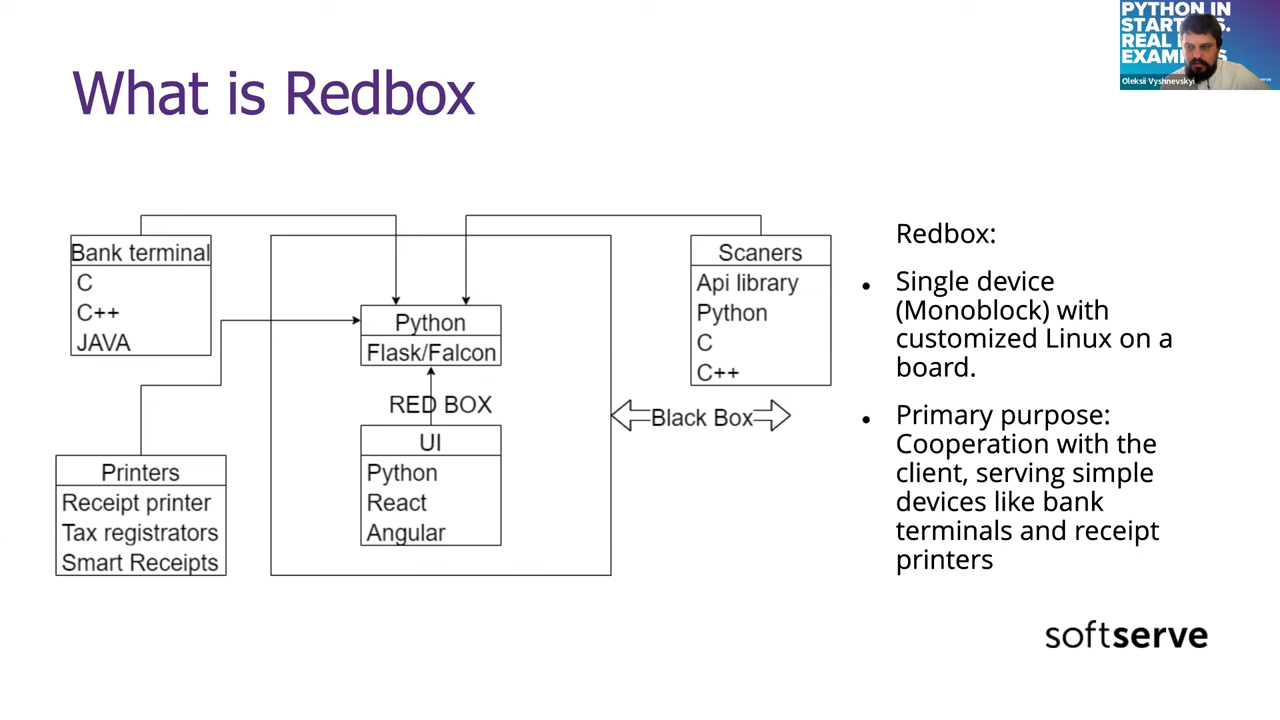 PYTHON IN
REAL
Oleksii Vyshnevskyi
What is Redbox
Bank terminal
C
C++
JAVA
Printers
Receipt printer
Tax registrators
Smart Receipts
Python
Flask/Falcon
RED BOX
UI
Python
React
Angular
Scaners
Api library
Python
C
C++
Black Box
Redbox:
• Single device
(Monoblock) with
customized Linux on a
board.
• Primary purpose:
Cooperation with the
client, serving simple
devices like bank
terminals and receipt
printers
softserve